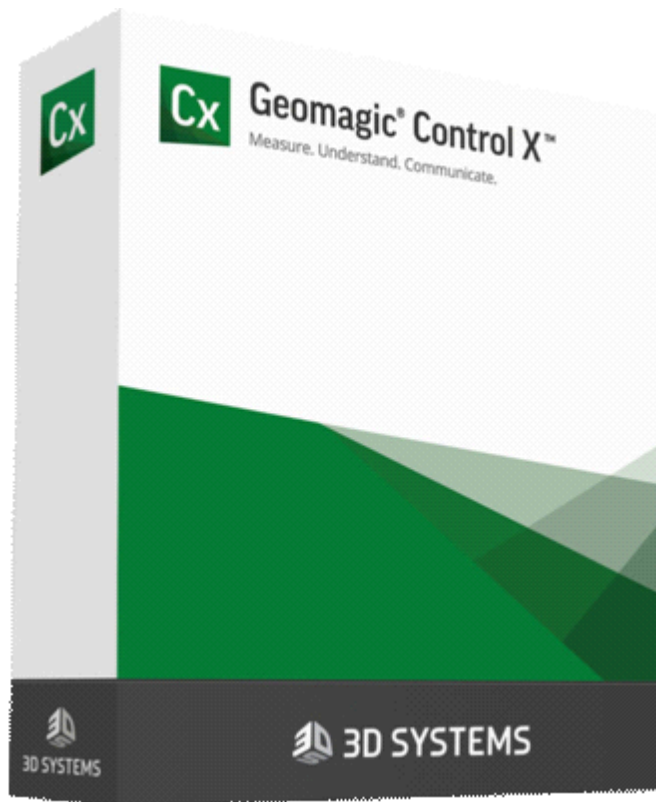 Cx
Cx
Geomagic® Control X™
Measure. Understand. Communicate.
3D SYSTEMS
3D SYSTEMS